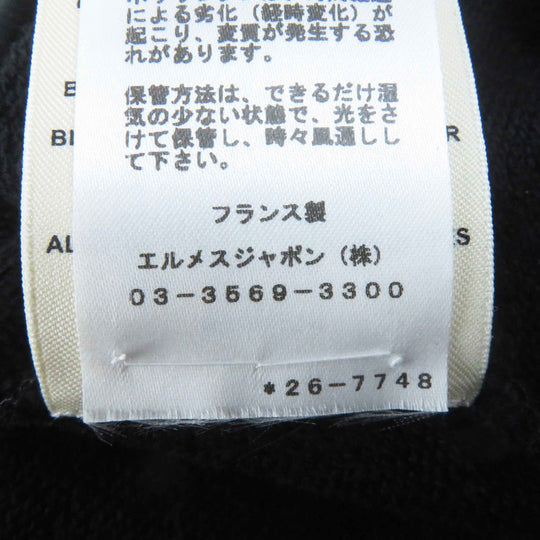 による劣化（経時変化）が
起こり、変質が発生する恐
れがあります。
保管方法は、できるだけ湿
気の少ない状態で、光をさ
けて保管し、時々風通しし
て下さい。
フランス製
エルメスジャポン（株）
03-3569-3300
*26-7748